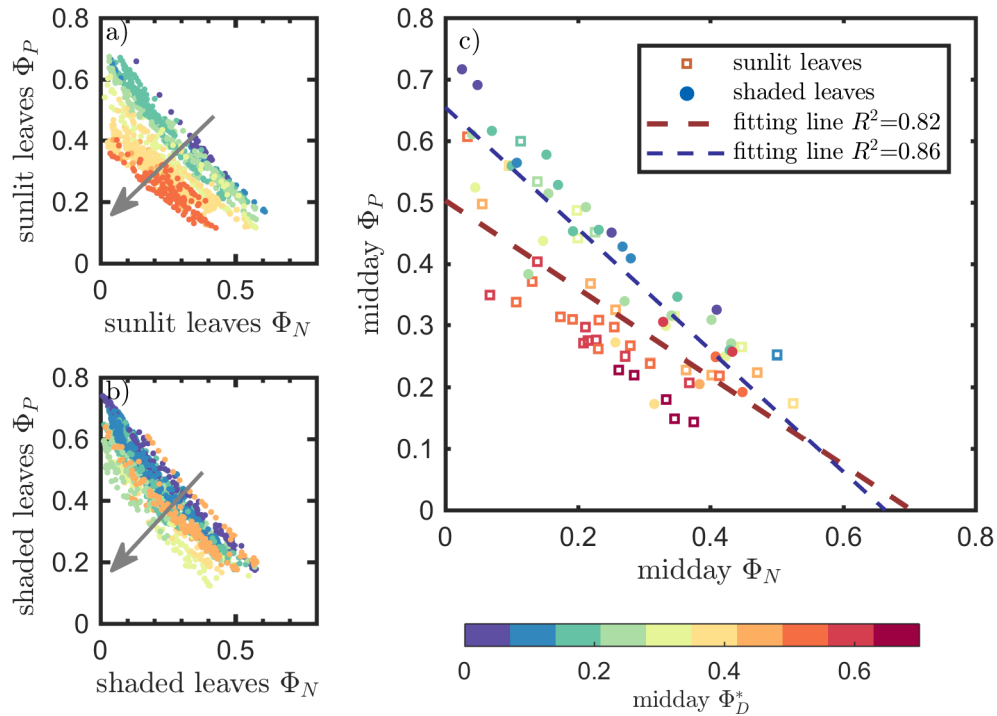 a)
0.8
0.6
0.4
0.2
0
0
0.5
sunlit leaves Φ_P
sunlit leaves Φ_N
b)
0.8
0.6
0.4
0.2
0
0
0.5
shaded leaves Φ_P
shaded leaves Φ_N
c)
0.8
0.7
0.6
0.5
0.4
0.3
0.2
0.1
0
0
0.2
0.4
0.6
0.8
midday Φ_P
midday Φ_N
sunlit leaves
shaded leaves
fitting line R²=0.82
fitting line R²=0.86
0
0.2
0.4
0.6
midday Φ*_D